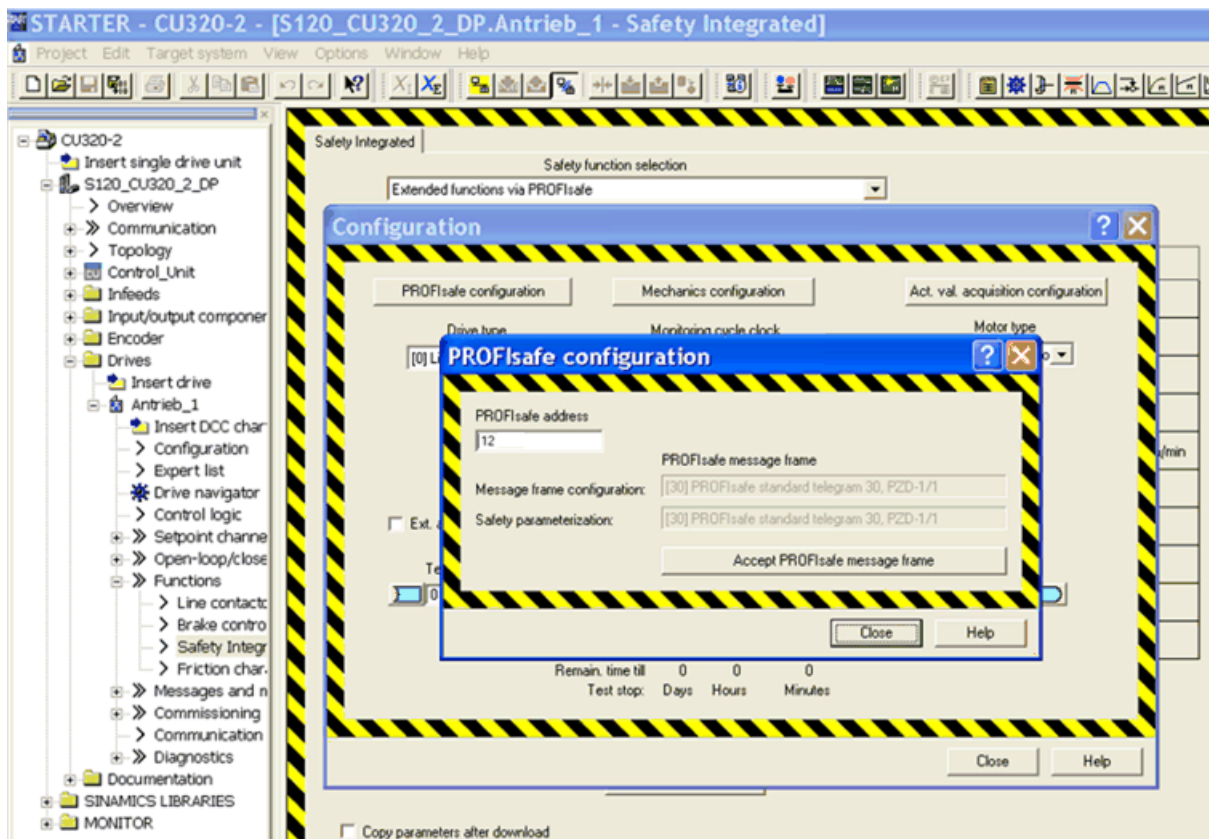 STARTER - CU320-2 - [S120_CU320_2_DP.Antrieb_1 - Safety Integrated]
Project Edit Target system View Options Window Help
CU320-2
Insert single drive unit
S120_CU320_2_DP
Overview
Communication
Topology
Control_Unit
Infeeds
Input/output componer
Encoder
Drives
Insert drive
Antrieb_1
Insert DCC char
Configuration
Expert list
Drive navigator
Control logic
Setpoint channe
Open-loop/close
Functions
Line contacto
Brake contro
Safety Integr
Friction char.
Messages and n
Commissioning
Communication
Diagnostics
Documentation
SINAMICS LIBRARIES
MONITOR
Safety Integrated
Safety function selection
Extended functions via PROFIsafe
Configuration
PROFIsafe configuration Mechanics configuration Act. val. acquisition configuration
Drive type Monitoring cycle clock Motor type
[0] Li
/min
PROFIsafe configuration
PROFIsafe address
12
PROFIsafe message frame
Message frame configuration: [30] PROFIsafe standard telegram 30, PZD-1/1
Safety parameterization: [30] PROFIsafe standard telegram 30, PZD-1/1
Accept PROFIsafe message frame
Close Help
Ext. a
Te
0
Remain. time till 0 0 0
Test stop: Days Hours Minutes
Close Help
Copy parameters after download